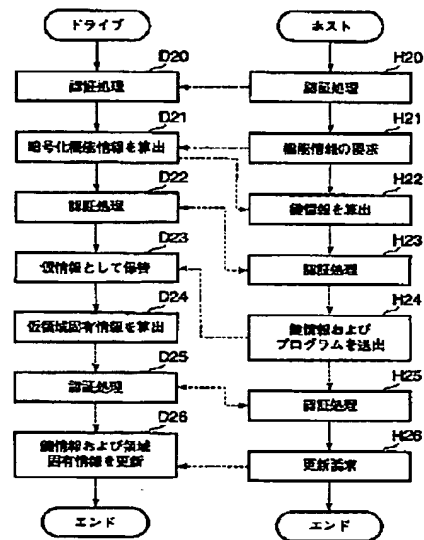 ドライブ
ホスト
D20
認証処理
H20
認証処理
D21
暗号化機能情報を算出
H21
機能情報の要求
D22
認証処理
H22
鍵情報を算出
D23
仮情報として保管
H23
認証処理
D24
仮領域固有情報を算出
H24
鍵情報および
プログラムを送出
D25
認証処理
H25
認証処理
D26
鍵情報および領域
固有情報を更新
H26
更新要求
エンド
エンド